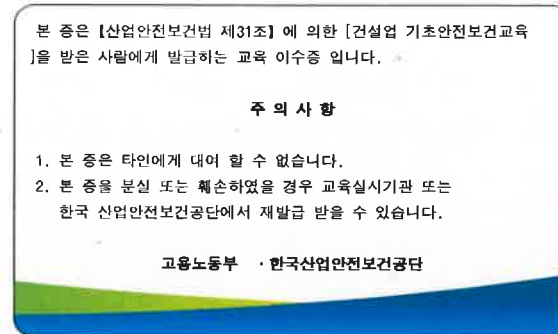 본 증은 【산업안전보건법 제31조】 에 의한 [건설업 기초안전보건교육
]을 받은 사람에게 발급하는 교육 이수증 입니다.
주 의 사 항
1. 본 증은 타인에게 대여 할 수 없습니다.
2. 본 증을 분실 또는 훼손하였을 경우 교육실시기관 또는
한국 산업안전보건공단에서 재발급 받을 수 있습니다.
고용노동부 · 한국산업안전보건공단